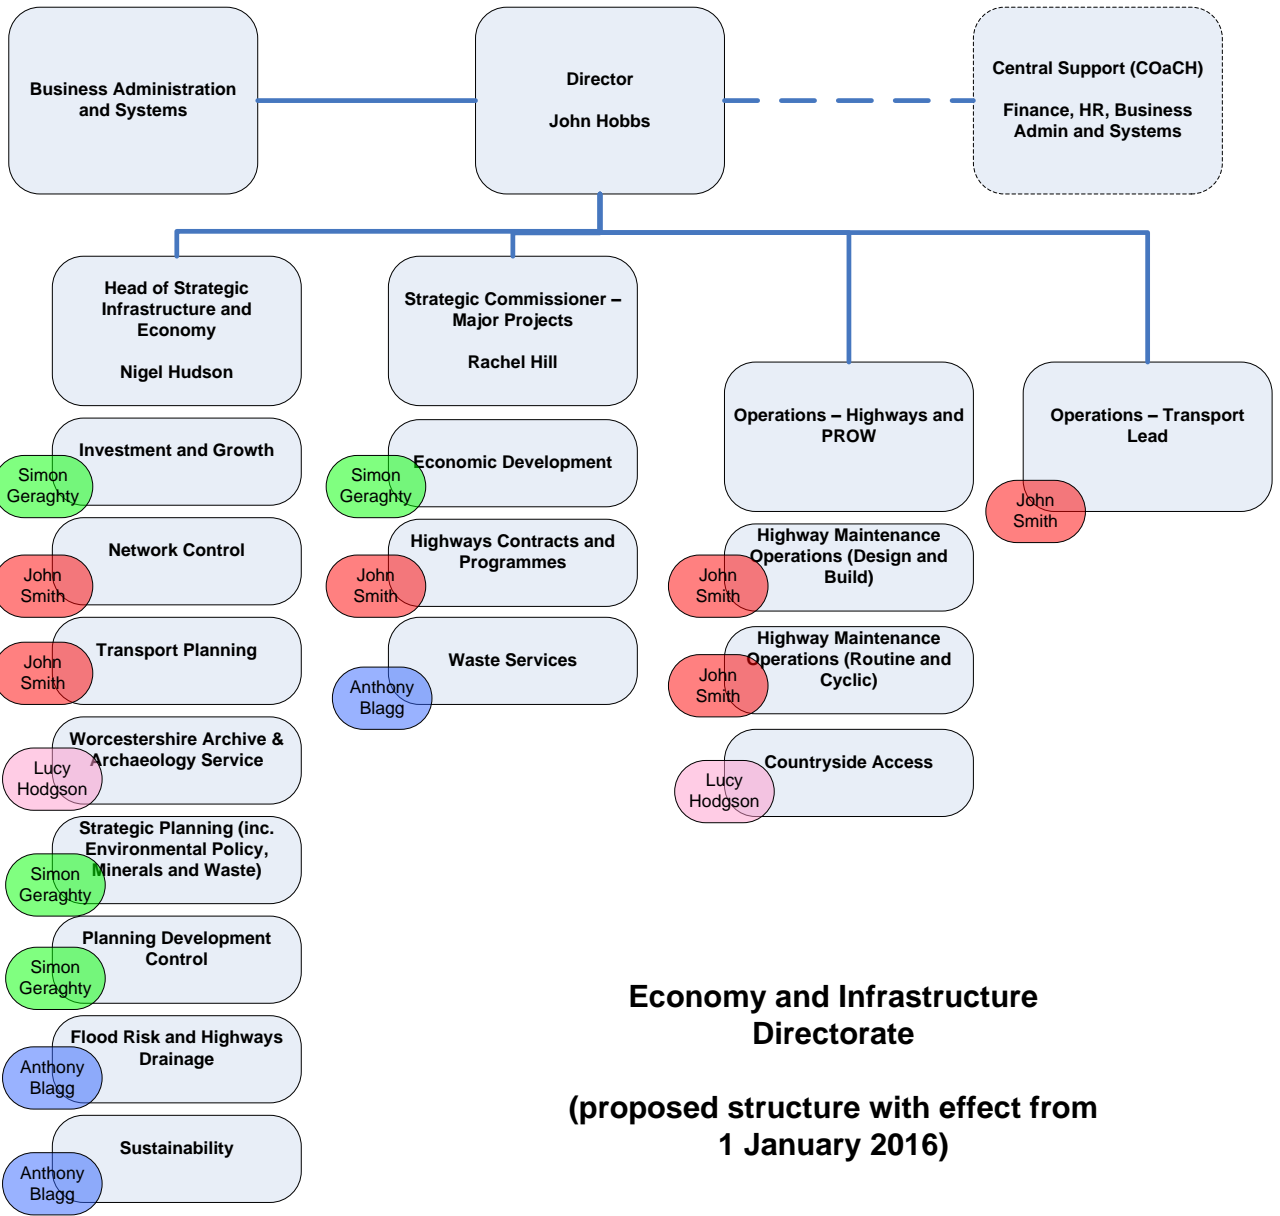 Business Administration
and Systems
Director
John Hobbs
Central Support (COaCH)
Finance, HR, Business
Admin and Systems
Head of Strategic
Infrastructure and
Economy
Nigel Hudson
Strategic Commissioner –
Major Projects
Rachel Hill
Operations – Highways and
PROW
Operations – Transport
Lead
John
Smith
Investment and Growth
Simon
Geraghty
Network Control
John
Smith
Transport Planning
John
Smith
Worcestershire Archive &
Archaeology Service
Lucy
Hodgson
Strategic Planning (inc.
Environmental Policy,
Minerals and Waste)
Simon
Geraghty
Planning Development
Control
Simon
Geraghty
Flood Risk and Highways
Drainage
Anthony
Blagg
Sustainability
Anthony
Blagg
Economic Development
Simon
Geraghty
Highways Contracts and
Programmes
John
Smith
Waste Services
Anthony
Blagg
Highway Maintenance
Operations (Design and
Build)
John
Smith
Highway Maintenance
Operations (Routine and
Cyclic)
John
Smith
Countryside Access
Lucy
Hodgson
Economy and Infrastructure
Directorate
(proposed structure with effect from
1 January 2016)